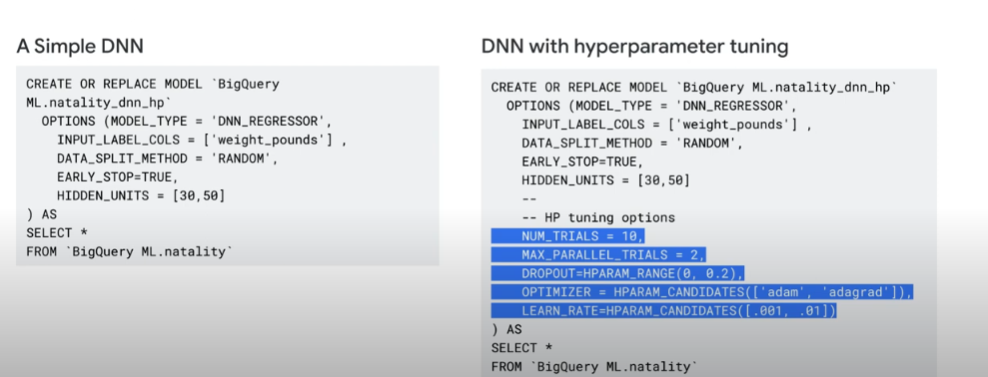 A Simple DNN
CREATE OR REPLACE MODEL `BigQuery
ML.natality_dnn_hp`
OPTIONS (MODEL_TYPE = 'DNN_REGRESSOR',
INPUT_LABEL_COLS = ['weight_pounds'] ,
DATA_SPLIT_METHOD = 'RANDOM',
EARLY_STOP=TRUE,
HIDDEN_UNITS = [30,50]
) AS
SELECT *
FROM `BigQuery ML.natality`
DNN with hyperparameter tuning
CREATE OR REPLACE MODEL `BigQuery ML.natality_dnn_hp`
OPTIONS (MODEL_TYPE = 'DNN_REGRESSOR',
INPUT_LABEL_COLS = ['weight_pounds'] ,
DATA_SPLIT_METHOD = 'RANDOM',
EARLY_STOP=TRUE,
HIDDEN_UNITS = [30,50]
--
-- HP tuning options
NUM_TRIALS = 10,
MAX_PARALLEL_TRIALS = 2,
DROPOUT=HPARAM_RANGE(0, 0.2),
OPTIMIZER = HPARAM_CANDIDATES(['adam', 'adagrad']),
LEARN_RATE=HPARAM_CANDIDATES([.001, .01])
) AS
SELECT *
FROM `BigQuery ML.natality`